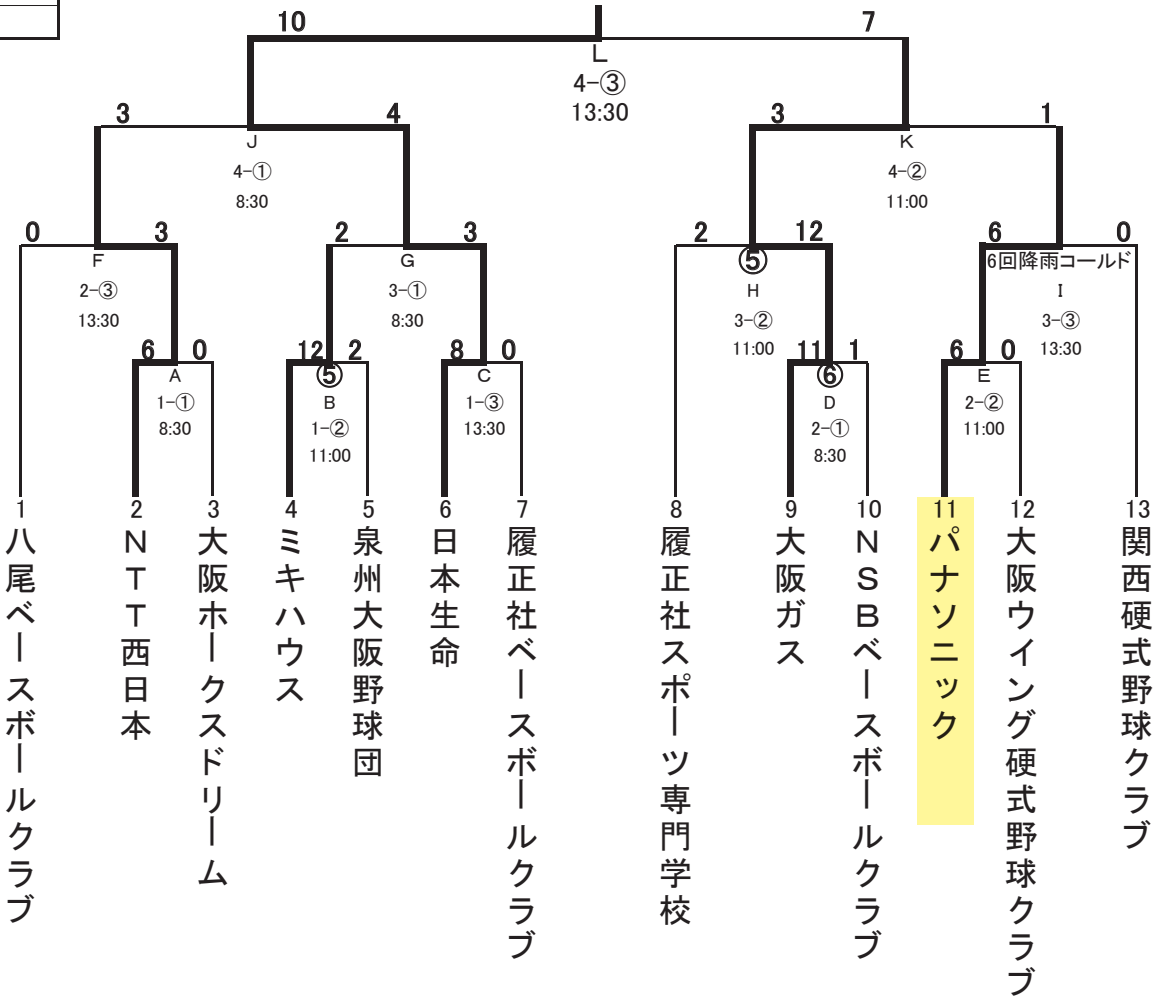 10 7
L
4-③
13:30
3 4 3 1
J K
4-① 4-②
8:30 11:00
0 3 2 3 2 12 6 0
F G ⑤ 6回降雨コールド
2-③ 3-① H I
13:30 8:30 3-② 3-③
11:00 13:30
6 0 12 2 8 0 11 1 6 0
A ⑤ C ⑥ E
1-① B 1-③ D 2-②
8:30 1-② 13:30 2-① 11:00
11:00 8:30
1 2 3 4 5 6 7 8 9 10 11 12 13
八尾ベースボールクラブ
NTT西日本
大阪ホークスドリーム
ミキハウス
泉州大阪野球団
日本生命
履正社ベースボールクラブ
履正社スポーツ専門学校
大阪ガス
NSBベースボールクラブ
パナソニック
大阪ウイング硬式野球クラブ
関西硬式野球クラブ